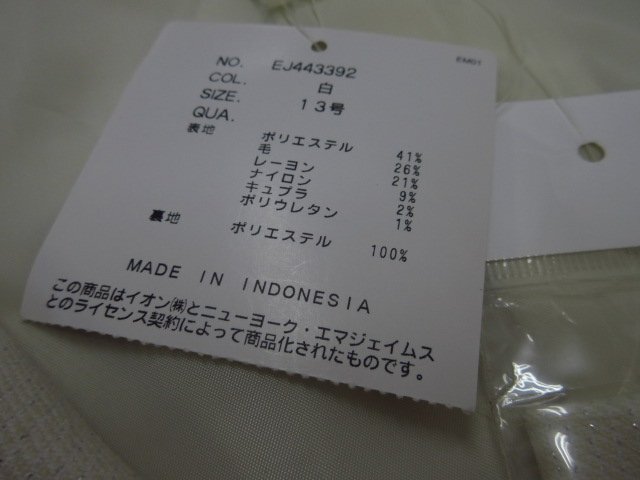 EM01
NO. EJ443392
COL. 白
SIZE. 13号
QUA.
表地 ポリエステル 41%
毛 26%
レーヨン 21%
ナイロン 9%
キュプラ 2%
ポリウレタン 1%
裏地 ポリエステル 100%
MADE IN INDONESIA
この商品はイオン㈱とニューヨーク・エマジェイムス
とのライセンス契約によって商品化されたものです。